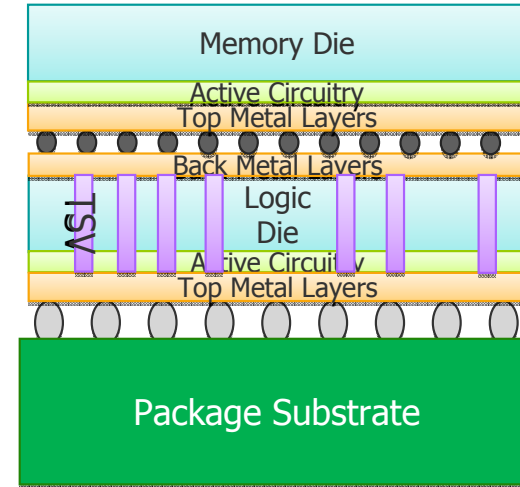 Memory Die
Active Circuitry
Top Metal Layers
Back Metal Layers
TSV
Logic
Die
Active Circuitry
Top Metal Layers
Package Substrate